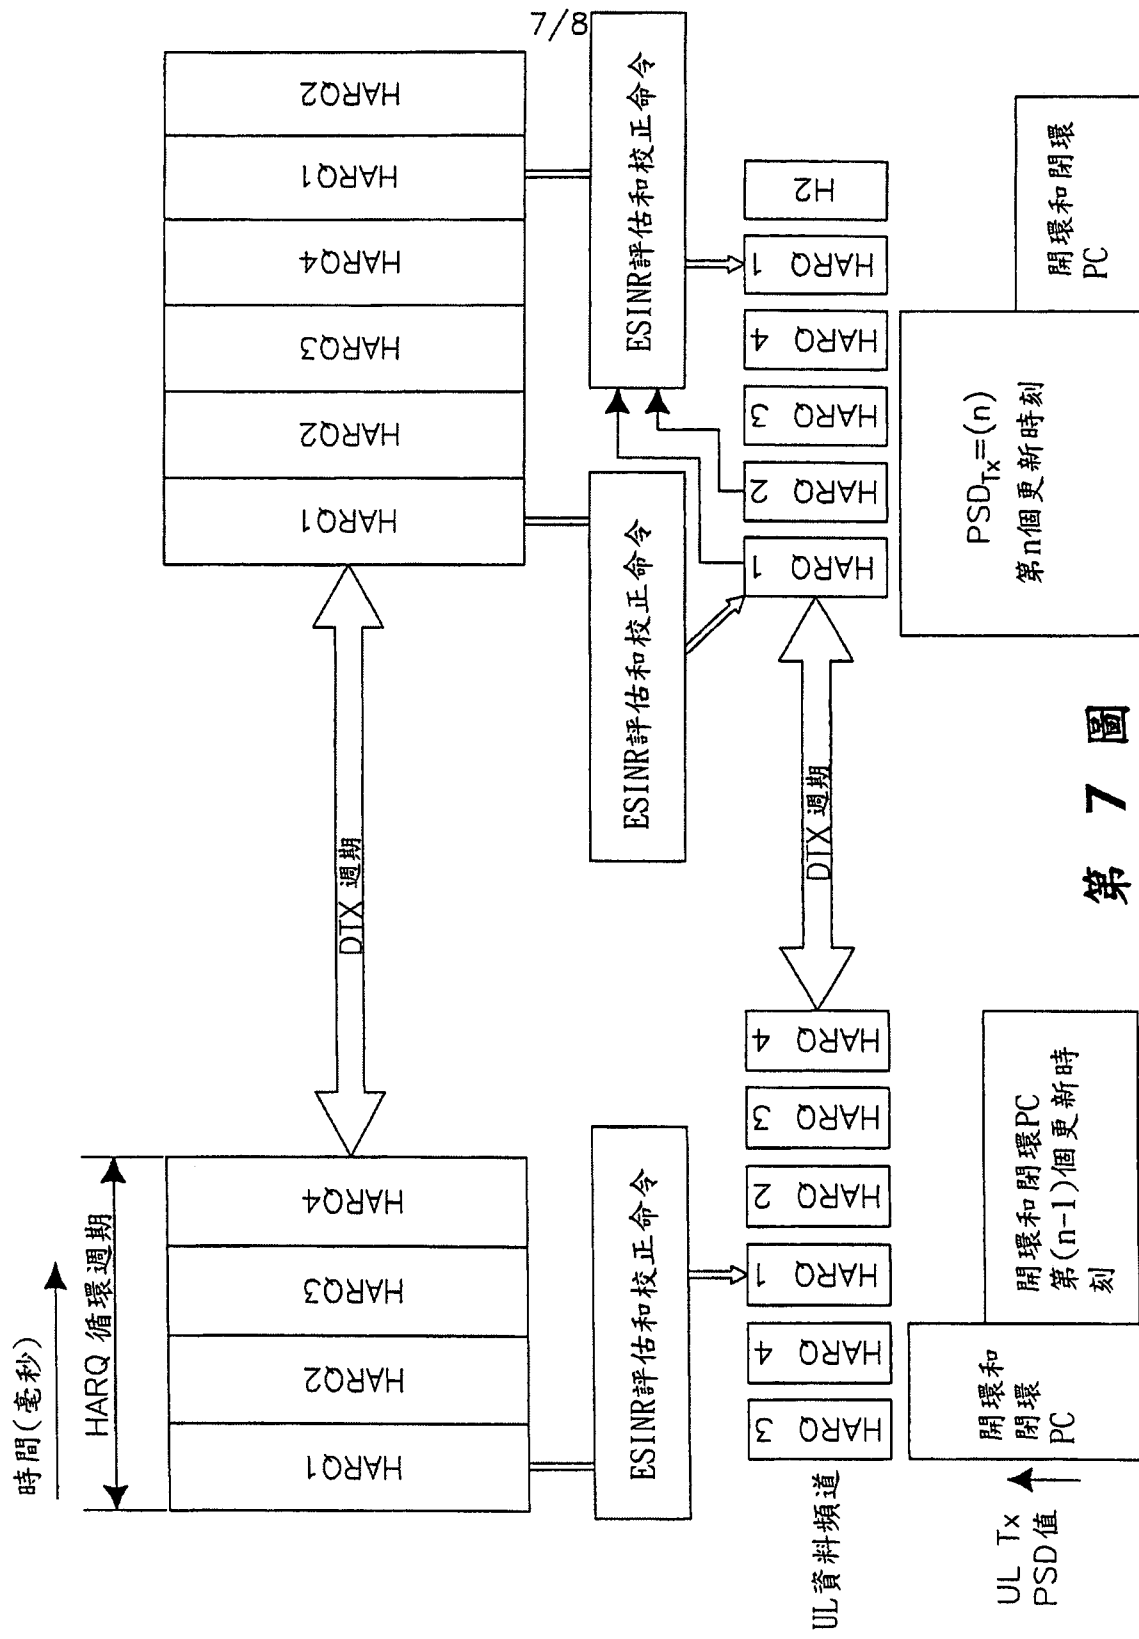 7/8
時間(毫秒)
HARQ 循環週期
HARQ1
HARQ2
HARQ3
HARQ4
DTX 週期
HARQ1
HARQ2
HARQ3
HARQ4
HARQ1
HARQ2
ESINR評估和校正命令
ESINR評估和校正命令
ESINR評估和校正命令
UL資料頻道
HARQ 3
HARQ 4
HARQ 1
HARQ 2
HARQ 3
HARQ 4
DTX 週期
HARQ 1
HARQ 2
HARQ 3
HARQ 4
HARQ 1
H2
UL Tx
PSD值
開環和
閉環
PC
開環和閉環PC
第(n-1)個更新時
刻
PSDTx=(n)
第n個更新時刻
開環和閉環
PC
第 7 圖